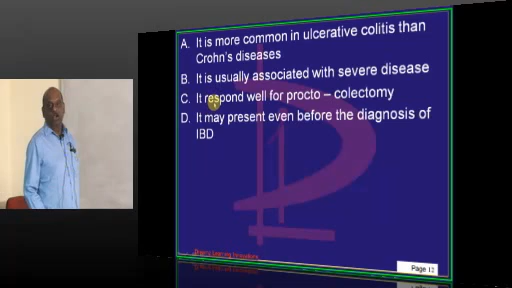 A. It is more common in ulcerative colitis than
Crohn's diseases
B. It is usually associated with severe disease
C. It respond well for procto – colectomy
D. It may present even before the diagnosis of
IBD
Page 13